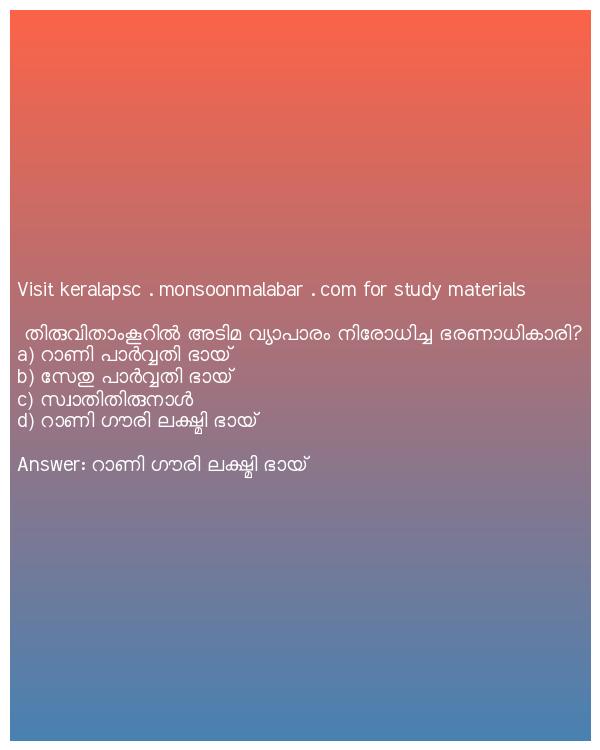 Visit keralapsc . monsoonmalabar . com for study materials
തിരുവിതാംകൂറിൽ അടിമ വ്യാപാരം നിരോധിച്ച ഭരണാധികാരി?
a) റാണി പാർവ്വതി ഭായ്
b) സേതു പാർവ്വതി ഭായ്
c) സ്വാതിതിരുനാൾ
d) റാണി ഗൗരി ലക്ഷ്മി ഭായ്
Answer: റാണി ഗൗരി ലക്ഷ്മി ഭായ്